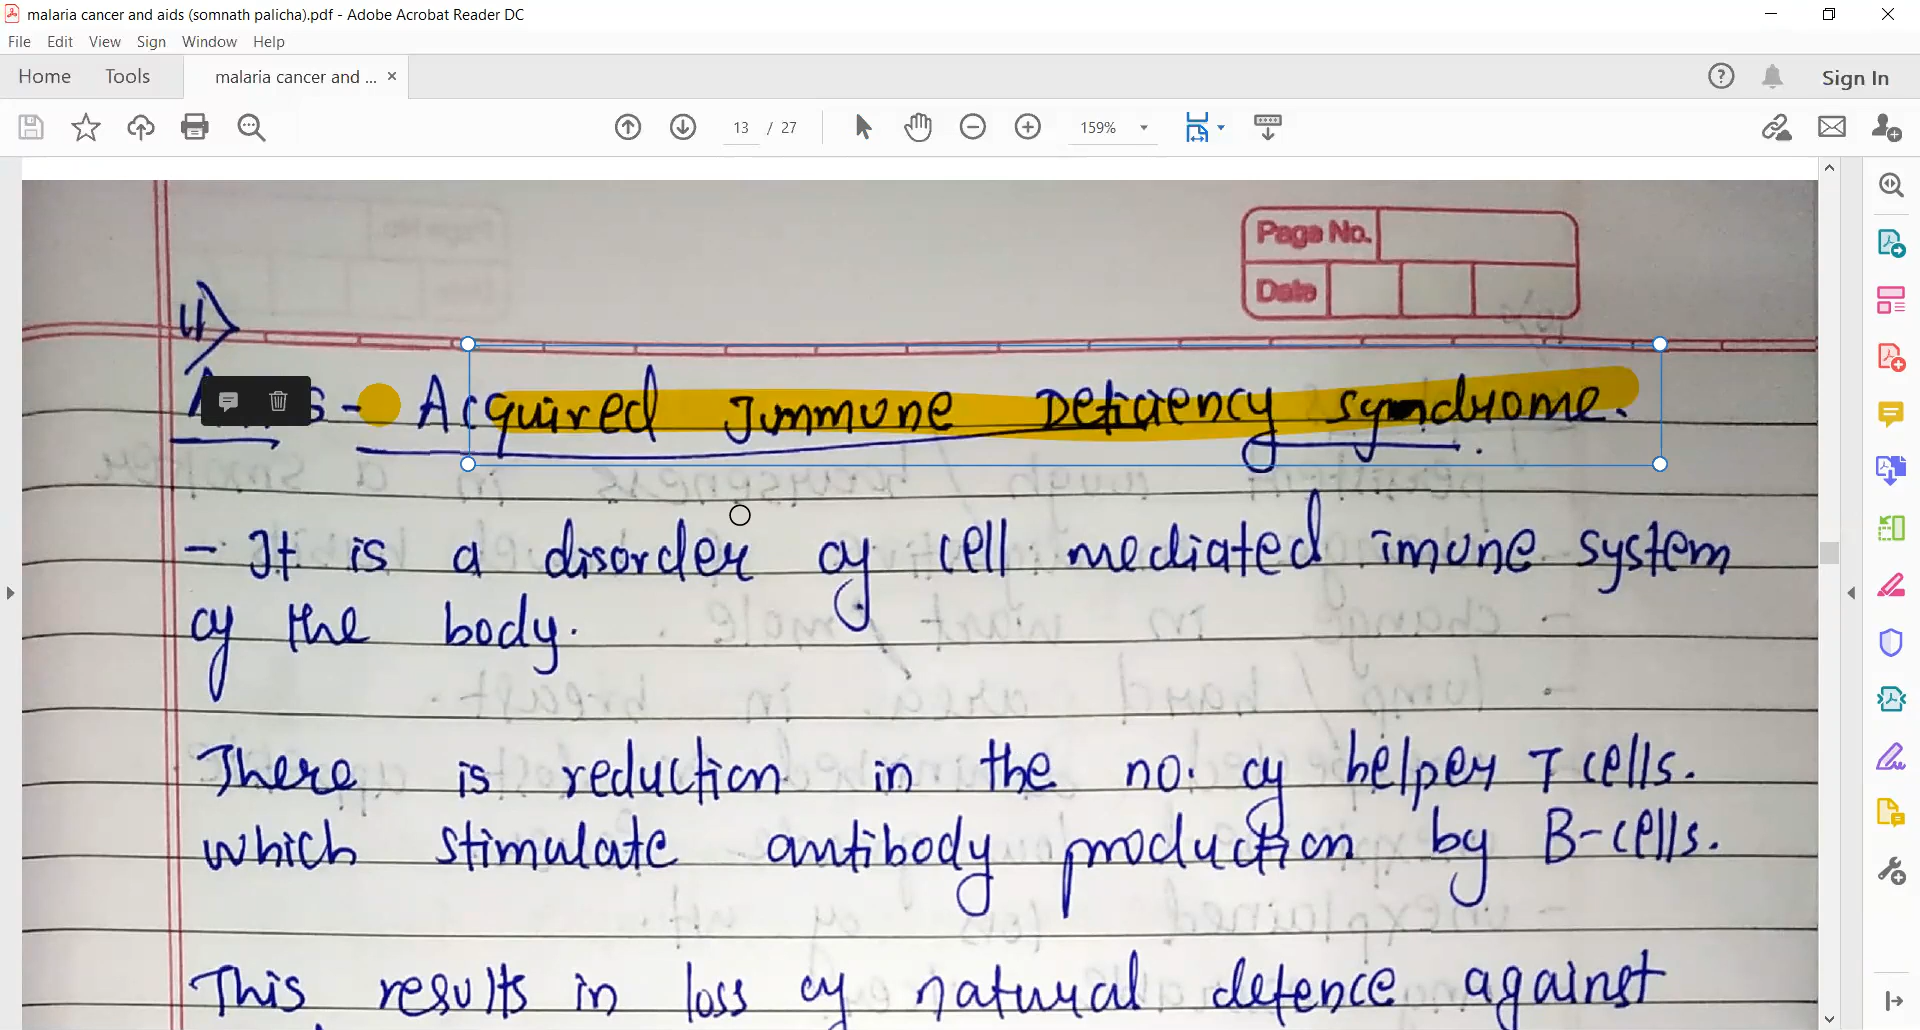 malaria cancer and aids (somnath palicha).pdf - Adobe Acrobat Reader DC
File Edit View Sign Window Help
Home Tools malaria cancer and ... × Sign In
13 / 27 159%
Page No.
Date
4)
s - Acquired Immune Deficiency syndrome.
- It is a disorder of cell mediated imune system
of the body.
There is reduction in the no. of helper T cells.
which stimulate antibody production by B-cells.
This results in loss of natural defence against